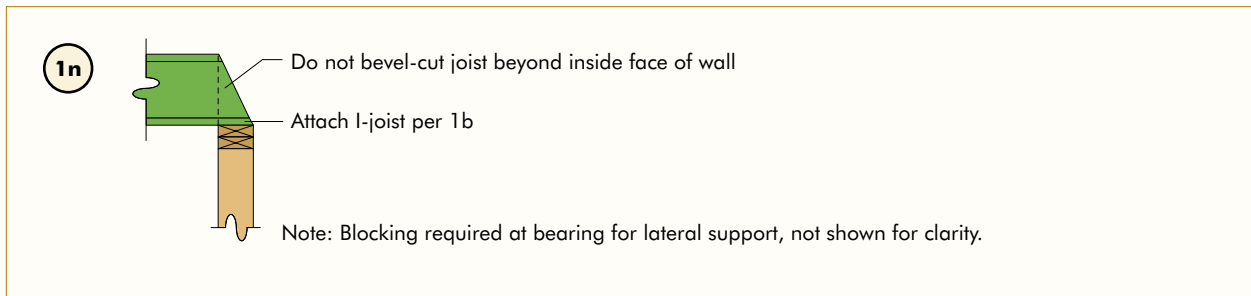 1n
Do not bevel-cut joist beyond inside face of wall
Attach I-joist per 1b
Note: Blocking required at bearing for lateral support, not shown for clarity.